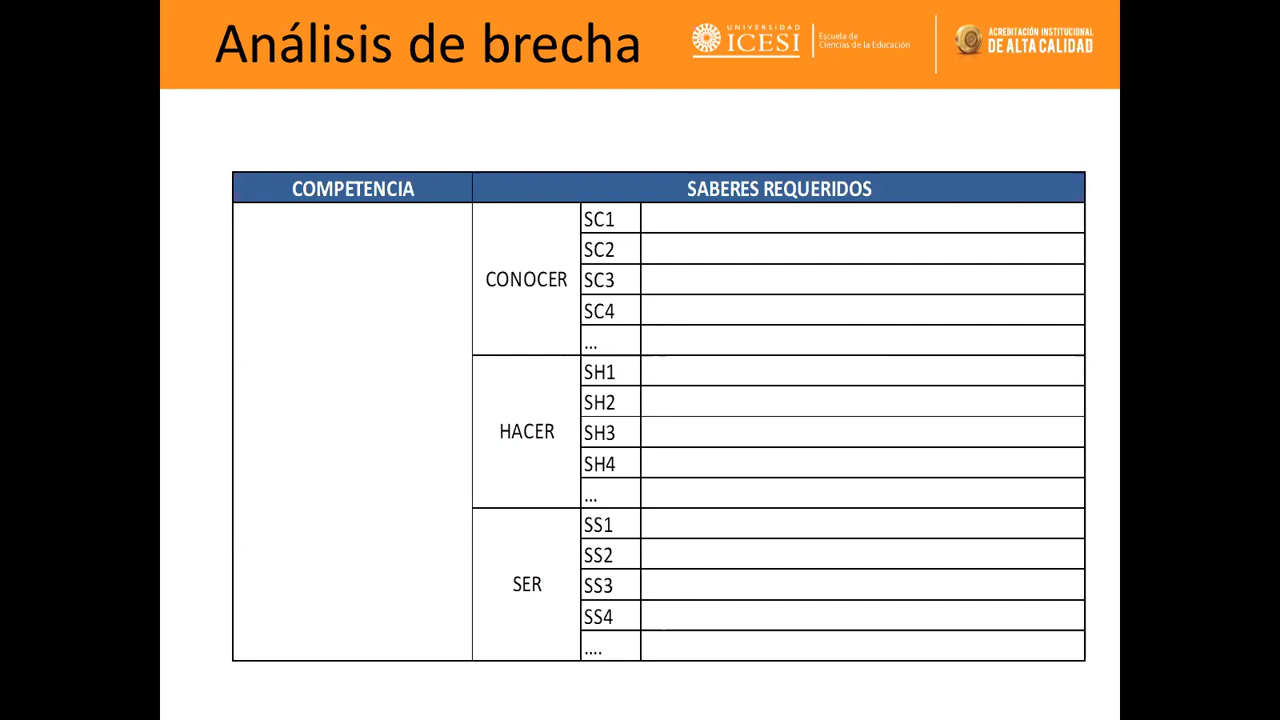 Análisis de brecha
UNIVERSIDAD
ICESI
Escuela de
Ciencias de la Educación
ACREDITACIÓN INSTITUCIONAL
DE ALTA CALIDAD
COMPETENCIA SABERES REQUERIDOS
CONOCER
SC1
SC2
SC3
SC4
...
HACER
SH1
SH2
SH3
SH4
...
SER
SS1
SS2
SS3
SS4
....